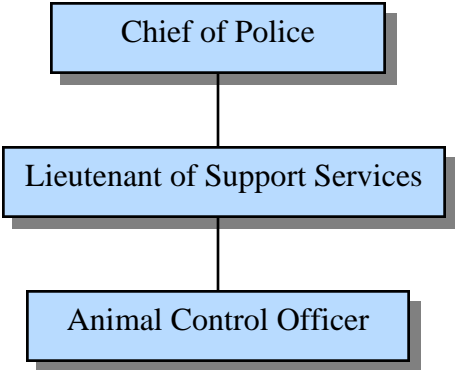 Chief of Police
Lieutenant of Support Services
Animal Control Officer